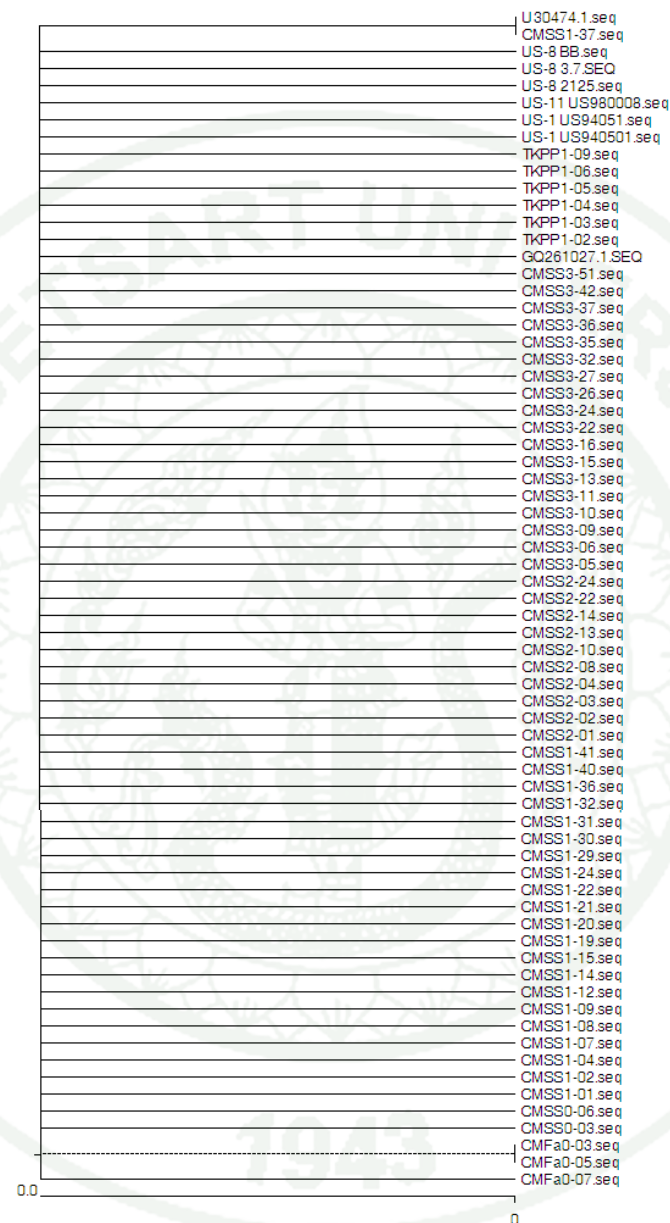 U30474.1.seq
CMSS1-37.seq
US-8 BB.seq
US-8 3.7.SEQ
US-8 2125.seq
US-11 US980008.seq
US-1 US94051.seq
US-1 US940501.seq
TKPP1-09.seq
TKPP1-06.seq
TKPP1-05.seq
TKPP1-04.seq
TKPP1-03.seq
TKPP1-02.seq
GQ261027.1.SEQ
CMSS3-51.seq
CMSS3-42.seq
CMSS3-37.seq
CMSS3-36.seq
CMSS3-35.seq
CMSS3-32.seq
CMSS3-27.seq
CMSS3-26.seq
CMSS3-24.seq
CMSS3-22.seq
CMSS3-16.seq
CMSS3-15.seq
CMSS3-13.seq
CMSS3-11.seq
CMSS3-10.seq
CMSS3-09.seq
CMSS3-06.seq
CMSS3-05.seq
CMSS2-24.seq
CMSS2-22.seq
CMSS2-14.seq
CMSS2-13.seq
CMSS2-10.seq
CMSS2-08.seq
CMSS2-04.seq
CMSS2-03.seq
CMSS2-02.seq
CMSS2-01.seq
CMSS1-41.seq
CMSS1-40.seq
CMSS1-36.seq
CMSS1-32.seq
CMSS1-31.seq
CMSS1-30.seq
CMSS1-29.seq
CMSS1-24.seq
CMSS1-22.seq
CMSS1-21.seq
CMSS1-20.seq
CMSS1-19.seq
CMSS1-15.seq
CMSS1-14.seq
CMSS1-12.seq
CMSS1-09.seq
CMSS1-08.seq
CMSS1-07.seq
CMSS1-04.seq
CMSS1-02.seq
CMSS1-01.seq
CMSS0-06.seq
CMSS0-03.seq
CMFa0-03.seq
CMFa0-05.seq
CMFa0-07.seq
0.0
0
1943